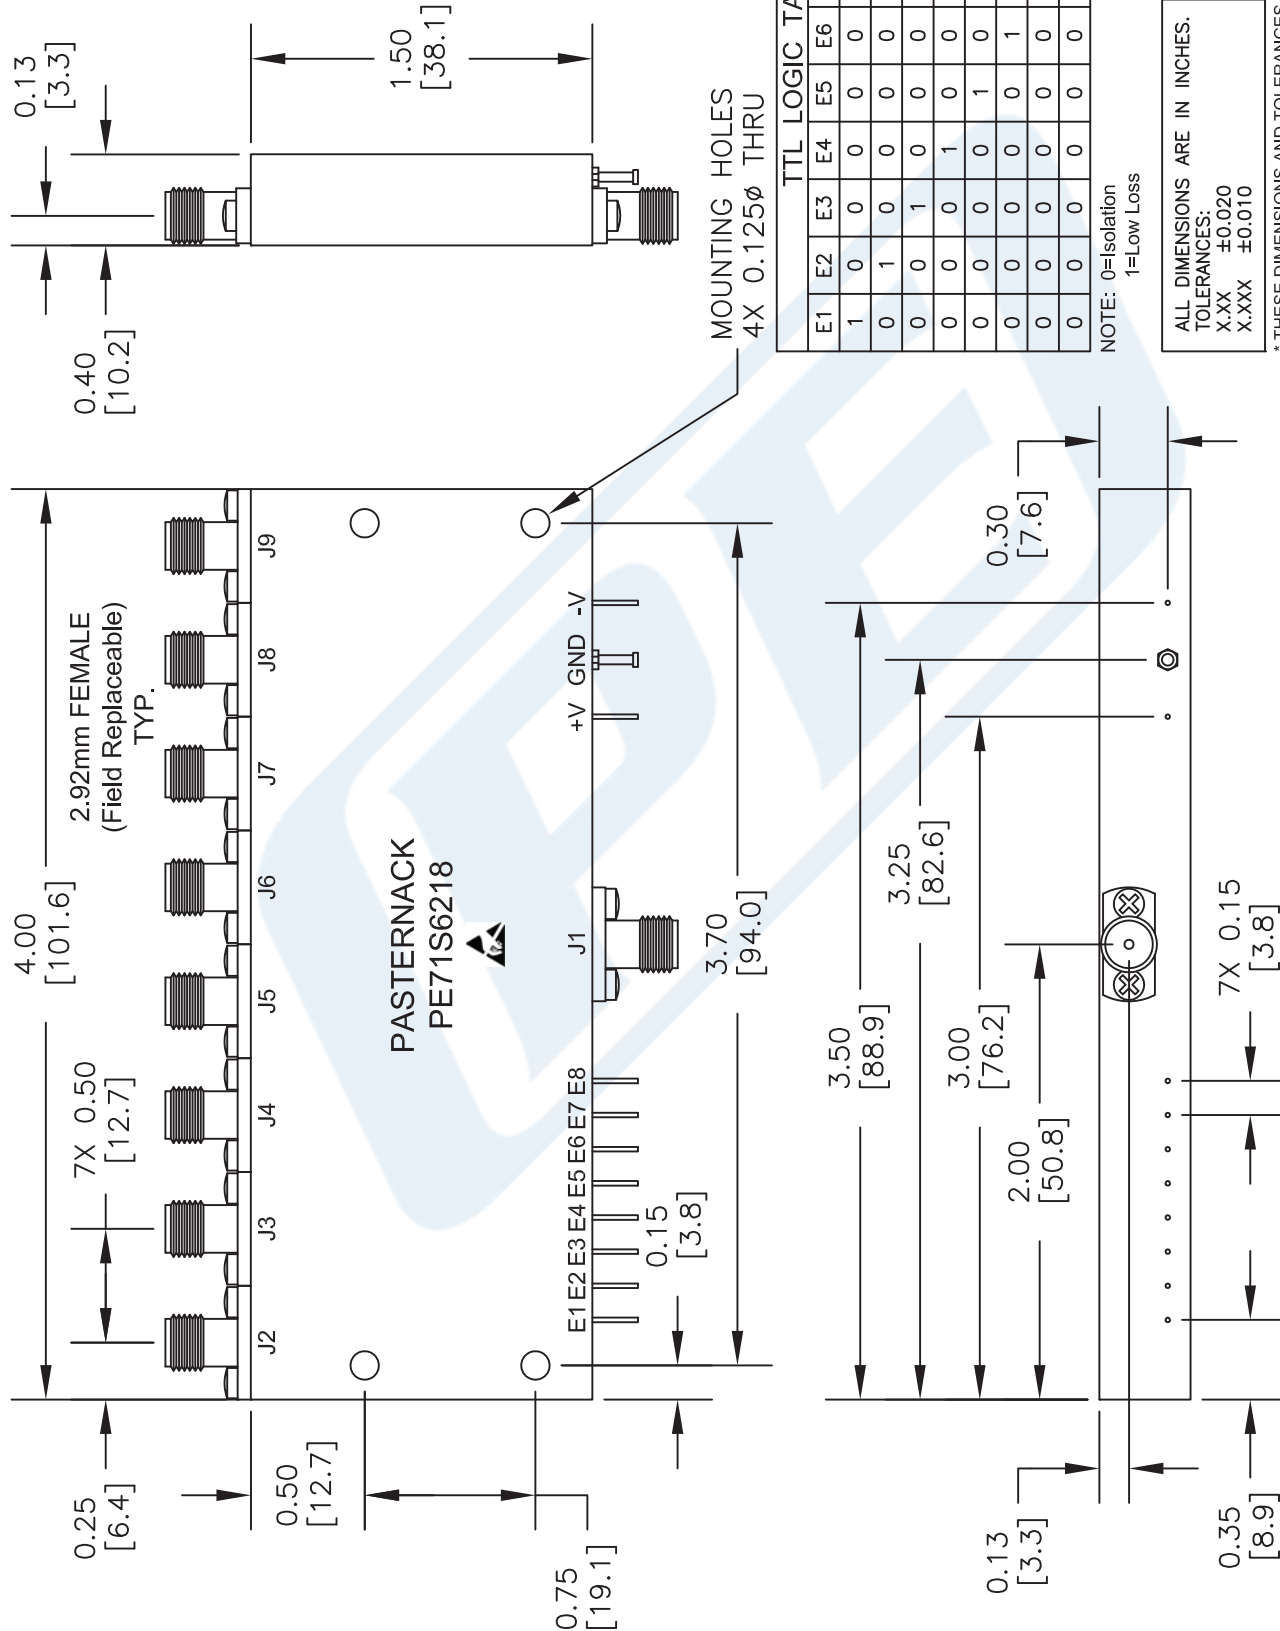 4.00
[101.6]
0.25
[6.4]
7X 0.50
[12.7]
2.92mm FEMALE
(Field Replaceable)
TYP.
0.40
[10.2]
0.13
[3.3]
J2
J3
J4
J5
J6
J7
J8
J9
0.50
[12.7]
0.75
[19.1]
PASTERNACK
PE71S6218
1.50
[38.1]
E1 E2 E3 E4 E5 E6 E7 E8
J1
+V GND -V
0.15
[3.8]
3.70
[94.0]
MOUNTING HOLES
4X 0.125ø THRU
3.50
[88.9]
3.25
[82.6]
3.00
[76.2]
2.00
[50.8]
0.30
[7.6]
0.13
[3.3]
0.35
[8.9]
7X 0.15
[3.8]
TTL LOGIC
E1 E2 E3 E4 E5 E6
1 0 0 0 0 0
0 1 0 0 0 0
0 0 1 0 0 0
0 0 0 1 0 0
0 0 0 0 1 0
0 0 0 0 0 1
0 0 0 0 0 0
0 0 0 0 0 0
NOTE: 0=Isolation
1=Low Loss
ALL DIMENSIONS ARE IN INCHES.
TOLERANCES:
X.XX ±0.020
X.XXX ±0.010
* THESE DIMENSIONS AND TOLERANCES
PE